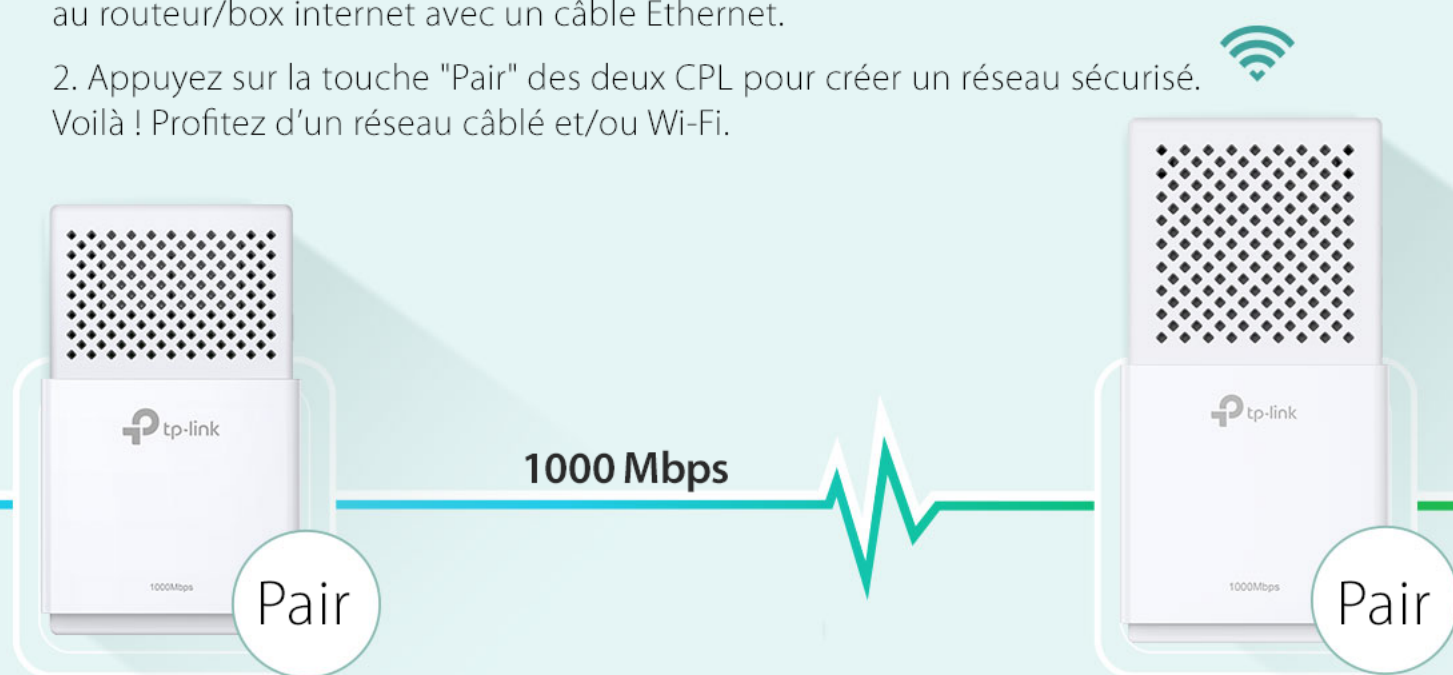 au routeur/box internet avec un câble Ethernet.
2. Appuyez sur la touche "Pair" des deux CPL pour créer un réseau sécurisé.
Voilà ! Profitez d’un réseau câblé et/ou Wi-Fi.
tp-link
tp-link
1000 Mbps
1000Mbps
Pair
1000Mbps
Pair